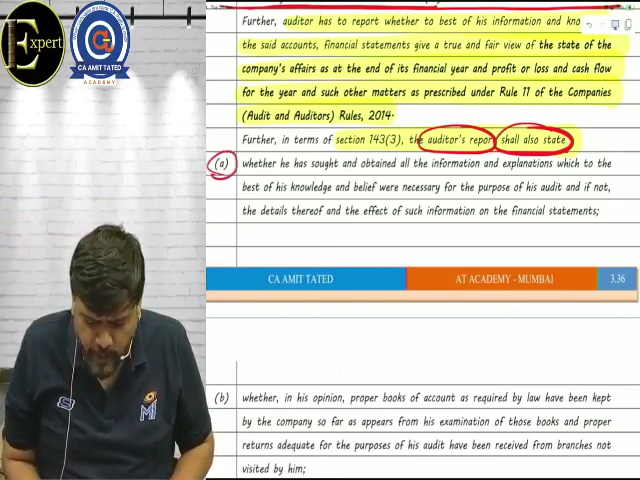 Expert
CA AMIT TATED
ACADEMY
Further, auditor has to report whether to best of his information and
the said accounts, financial statements give a true and fair view of the state of the
company's affairs as at the end of its financial year and profit or loss and cash flow
for the year and such other matters as prescribed under Rule 11 of the Companies
(Audit and Auditors) Rules, 2014.
Further, in terms of section 143(3), the auditor's report shall also state
(a) whether he has sought and obtained all the information and explanations which to the
best of his knowledge and belief were necessary for the purpose of his audit and if not,
the details thereof and the effect of such information on the financial statements;
CA AMIT TATED AT ACADEMY - MUMBAI 3.36
(b) whether, in his opinion, proper books of account as required by law have been kept
by the company so far as appears from his examination of those books and proper
returns adequate for the purposes of his audit have been received from branches not
visited by him;
MI